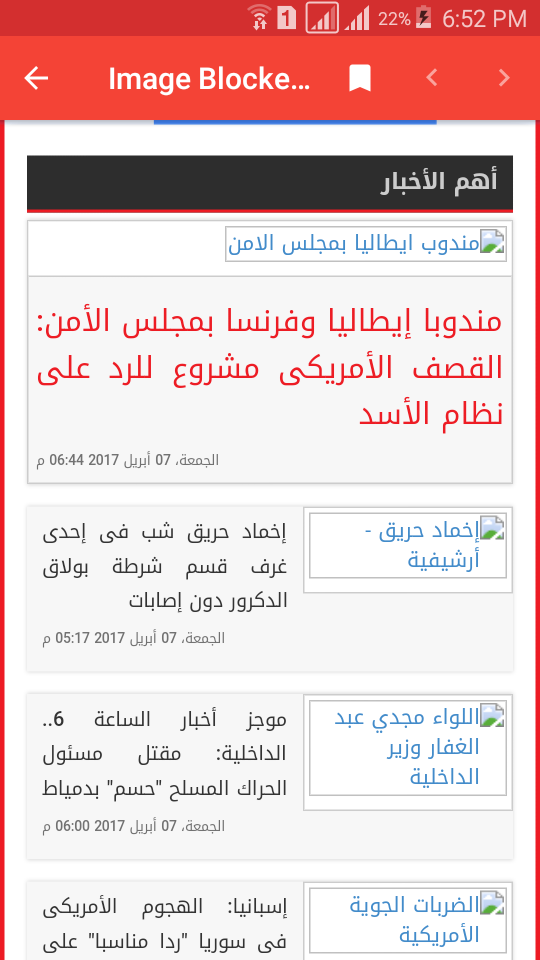 1
22%
6:52 PM
Image Blocke...
أهم الأخبار
مندوب ايطاليا بمجلس الامن
مندوبا إيطاليا وفرنسا بمجلس الأمن:
القصف الأمريكى مشروع للرد على
نظام الأسد
الجمعة، 07 أبريل 2017 06:44 م
إخماد حريق -
أرشيفية
إخماد حريق شب فى إحدى
غرف قسم شرطة بولاق
الدكرور دون إصابات
الجمعة، 07 أبريل 2017 05:17 م
اللواء مجدي عبد
الغفار وزير
الداخلية
موجز أخبار الساعة 6..
الداخلية: مقتل مسئول
الحراك المسلح "حسم" بدمياط
الجمعة، 07 أبريل 2017 06:00 م
الضربات الجوية
الأمريكية
إسبانيا: الهجوم الأمريكى
فى سوريا "ردا مناسبا" على